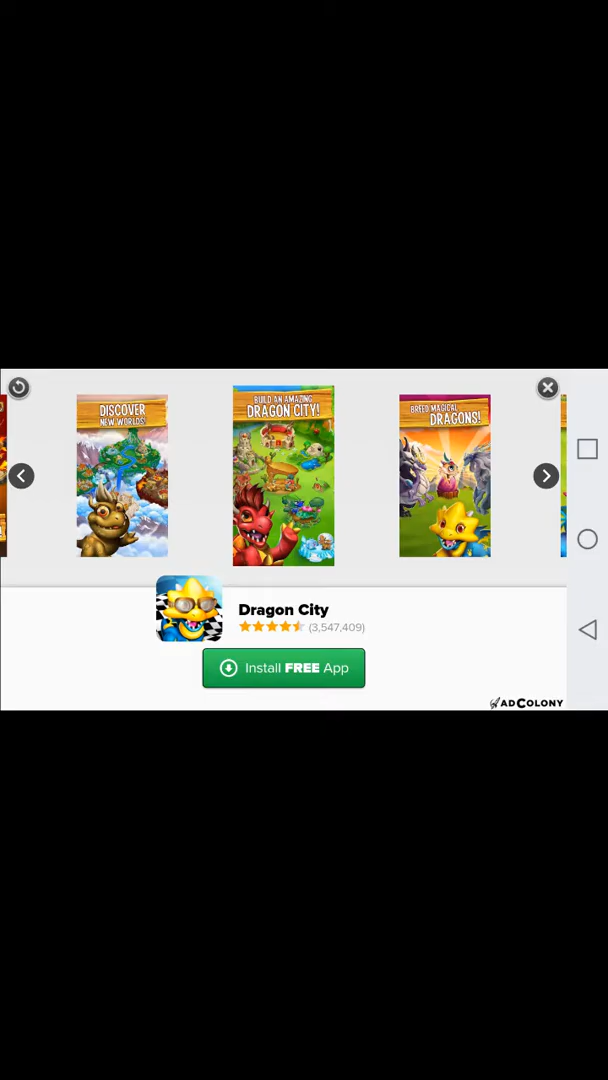 DISCOVER
NEW WORLDS!
BUILD AN AMAZING
DRAGON CITY!
BREED MAGICAL
DRAGONS!
Dragon City
(3,547,409)
Install FREE App
ADCOLONY